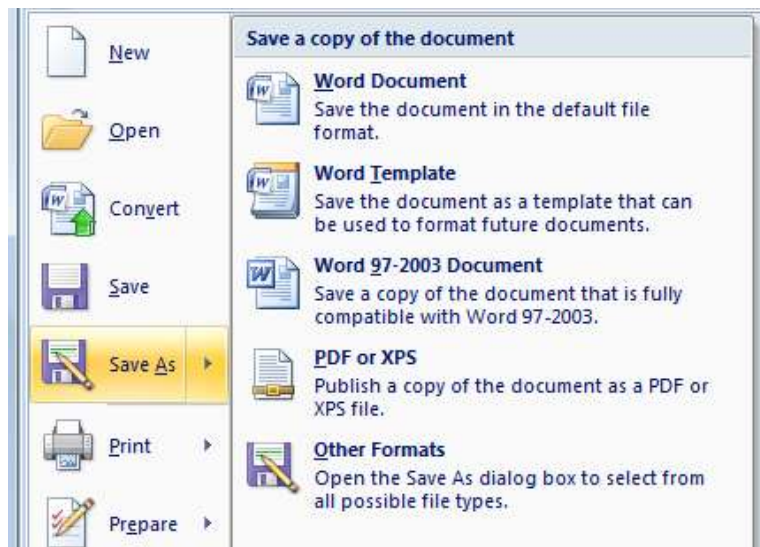 New
Open
Convert
Save
Save As
Print
Prepare
Save a copy of the document
Word Document
Save the document in the default file
format.
Word Template
Save the document as a template that can
be used to format future documents.
Word 97-2003 Document
Save a copy of the document that is fully
compatible with Word 97-2003.
PDF or XPS
Publish a copy of the document as a PDF or
XPS file.
Other Formats
Open the Save As dialog box to select from
all possible file types.